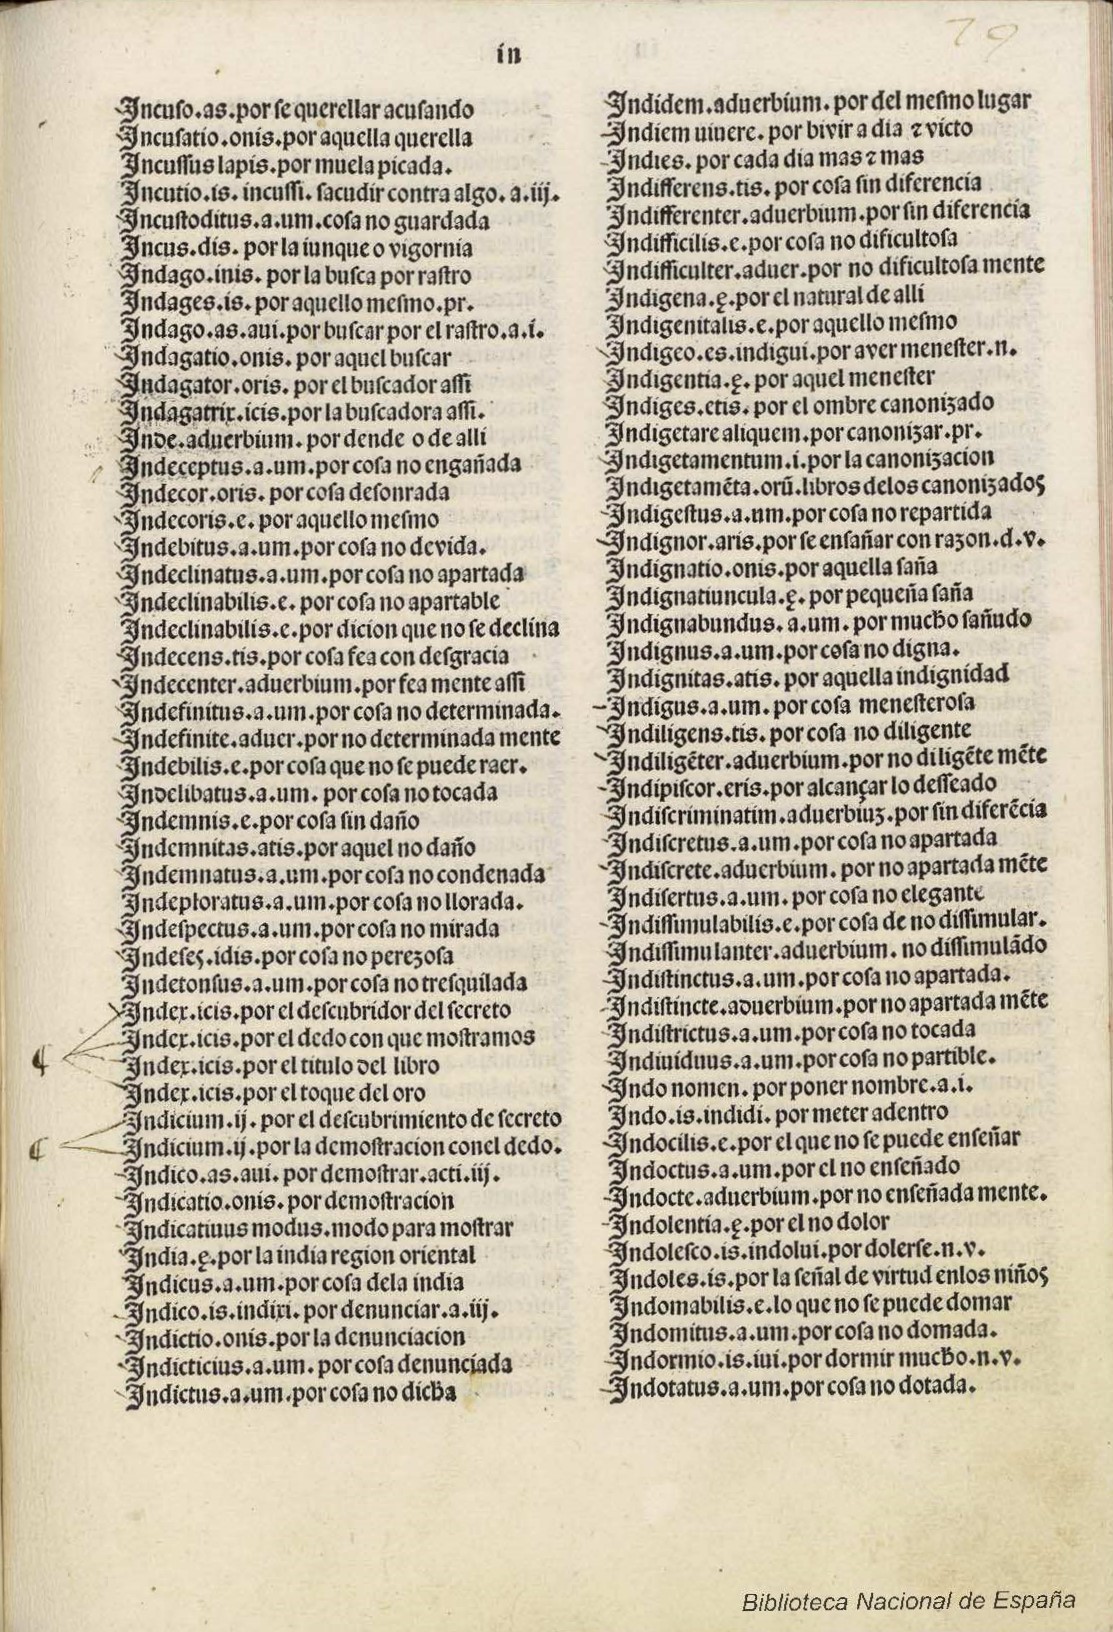 79
in
Incuso.as.por se querellar acusando
Incusatio.onis.por aquella querella
Incussus lapis.por muela picada.
Incutio.is. incussi. sacudir contra algo. a.iij.
Incustoditus.a.um.cosa no guardada
Incus.dis. por la iunque o vigornia
Indago.inis. por la busca por rastro
Indages.is. por aquello mesmo.pr.
Indago.as.aui.por buscar por el rastro.a.i.
Indagatio.onis. por aquel buscar
Indagator.oris. por el buscador assi
Indagatrix.icis.por la buscadora assi.
Inde.aduerbium. por dende o de alli
Indeceptus.a.um.por cosa no engañada
Indecor.oris. por cosa desonrada
Indecoris.e. por aquello mesmo
Indebitus.a.um.por cosa no devida.
Indeclinatus.a.um.por cosa no apartada
Indeclinabilis.e. por cosa no apartable
Indeclinabilis.e.por dicion que no se declina
Indecens.tis.por cosa fea con desgracia
Indecenter.aduerbium.por fea mente assi
Indefinitus.a.um.por cosa no determinada.
Indefinite.aduer.por no determinada mente
Indebilis.e.por cosa que no se puede raer.
Indelibatus.a.um. por cosa no tocada
Indemnis.e.por cosa sin daño
Indemnitas.atis.por aquel no daño
Indemnatus.a.um.por cosa no condenada
Indeploratus.a.um.por cosa no llorada.
Indespectus.a.um.por cosa no mirada
Indeses.idis.por cosa no perezosa
Indetonsus.a.um.por cosa no tresquilada
Index.icis.por el descubridor del secreto
Index.icis.por el dedo con que mostramos
Index.icis.por el titulo del libro
Index.icis.por el toque del oro
Indicium.ij. por el descubrimiento de secreto
Indicium.ij.por la demostracion conel dedo.
Indico.as.aui. por demostrar.acti.iij.
Indicatio.onis. por demostracion
Indicatiuus modus.modo para mostrar
India.ę.por la india region oriental
Indicus.a.um.por cosa dela india
Indico.is.indixi. por denunciar.a.iij.
Indictio.onis.por la denunciacion
Indicticius.a.um. por cosa denunciada
Indictus.a.um.por cosa no dicha
Indidem.aduerbium. por del mesmo lugar
Indiem uiuere. por bivir a dia ⁊ victo
Indies. por cada dia mas ⁊ mas
Indifferens.tis. por cosa sin diferencia
Indifferenter.aduerbium.por sin diferencia
Indifficilis.e.por cosa no dificultosa
Indifficulter.aduer.por no dificultosa mente
Indigena.ę.por el natural de alli
Indigenitalis.e.por aquello mesmo
Indigeo.es.indigui.por aver menester.n.
Indigentia.ę. por aquel menester
Indiges.etis. por el ombre canonizado
Indigetare aliquem.por canonizar.pr.
Indigetamentum.i.por la canonizacion
Indigetamẽta.orũ.libros delos canonizados
Indigestus.a.um.por cosa no repartida
Indignor.aris.por se ensañar con razon.d.v.
Indignatio.onis.por aquella saña
Indignatiuncula.ę. por pequeña saña
Indignabundus. a.um. por mucho sañudo
Indignus.a.um.por cosa no digna.
Indignitas.atis. por aquella indignidad
Indigus.a.um. por cosa menesterosa
Indiligens.tis. por cosa no diligente
Indiligẽter.aduerbium.por no diligẽte mẽte
Indipiscor.eris.por alcançar lo desseado
Indiscriminatim.aduerbiuʒ.por sin diferẽcia
Indiscretus.a.um.por cosa no apartada
Indiscrete.aduerbium. por no apartada mẽte
Indisertus.a.um. por cosa no elegante
Indissimulabilis.e.por cosa de no dissimular.
Indissimulanter.aduerbium. no dissimulãdo
Indistinctus.a.um.por cosa no apartada.
Indistincte.aduerbium.por no apartada mẽte
Indistrictus.a.um.por cosa no tocada
Indiuiduus.a.um.por cosa no partible.
Indo nomen. por poner nombre.a.i.
Indo.is.indidi. por meter adentro
Indocilis.e.por el que no se puede enseñar
Indoctus.a.um.por el no enseñado
Indocte.aduerbium.por no enseñada mente.
Indolentia.ę.por el no dolor
Indolesco.is.indolui.por dolerse.n.v.
Indoles.is.por la señal de virtud enlos niños
Indomabilis.e.lo que no se puede domar
Indomitus.a.um.por cosa no domada.
Indormio.is.iui.por dormir mucho.n.v.
Indotatus.a.um.por cosa no dotada.
Biblioteca Nacional de España